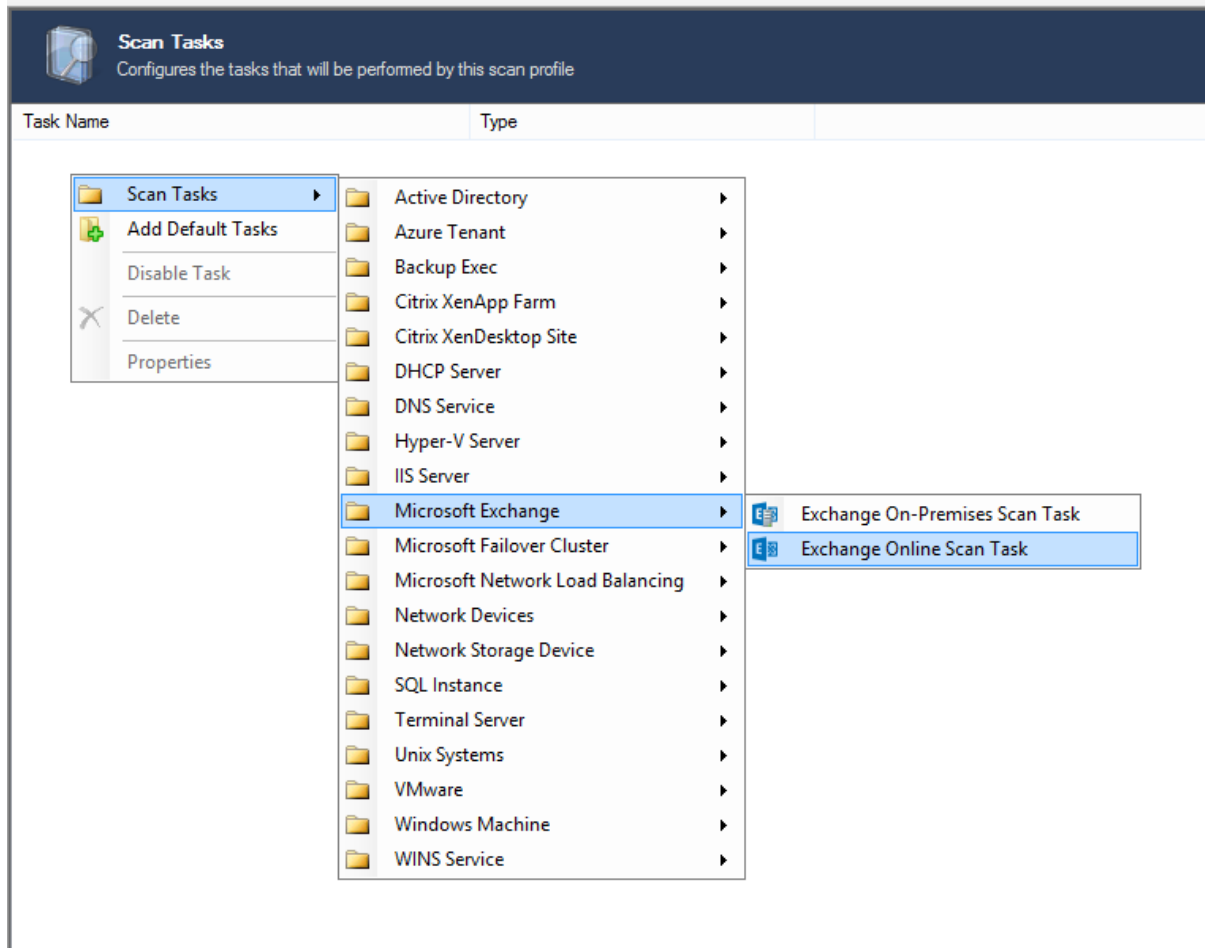 Scan Tasks
Configures the tasks that will be performed by this scan profile
Task Name Type
Scan Tasks
Add Default Tasks
Disable Task
Delete
Properties
Active Directory
Azure Tenant
Backup Exec
Citrix XenApp Farm
Citrix XenDesktop Site
DHCP Server
DNS Service
Hyper-V Server
IIS Server
Microsoft Exchange
Microsoft Failover Cluster
Microsoft Network Load Balancing
Network Devices
Network Storage Device
SQL Instance
Terminal Server
Unix Systems
VMware
Windows Machine
WINS Service
Exchange On-Premises Scan Task
Exchange Online Scan Task